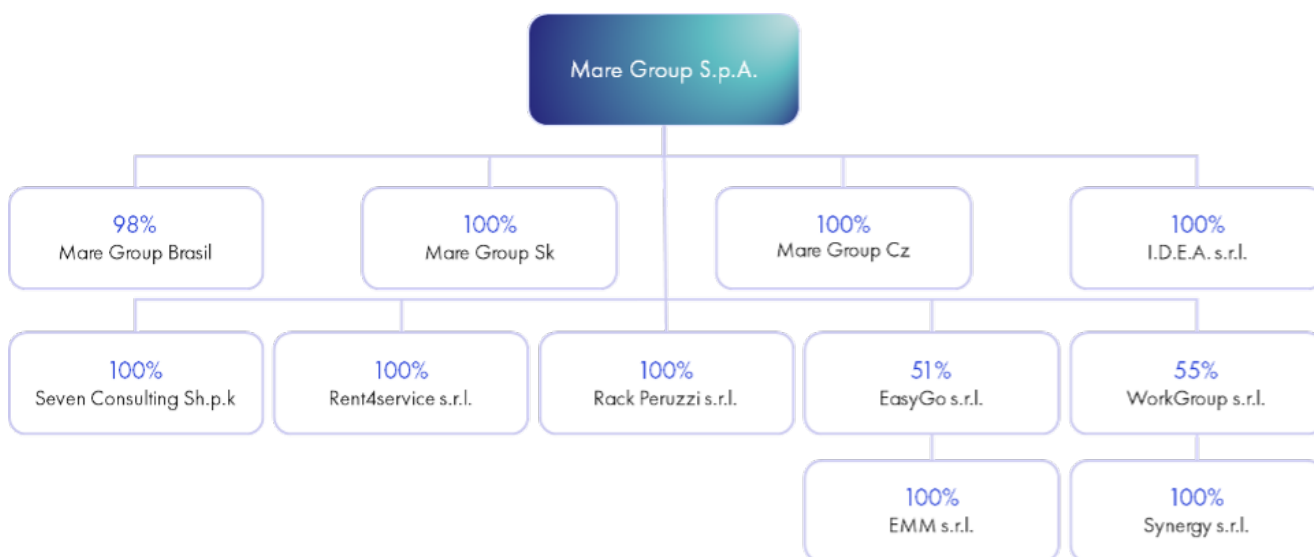 Mare Group S.p.A.
98%
Mare Group Brasil
100%
Mare Group Sk
100%
Mare Group Cz
100%
I.D.E.A. s.r.l.
100%
Seven Consulting Sh.p.k
100%
Rent4service s.r.l.
100%
Rack Peruzzi s.r.l.
51%
EasyGo s.r.l.
55%
WorkGroup s.r.l.
100%
EMM s.r.l.
100%
Synergy s.r.l.